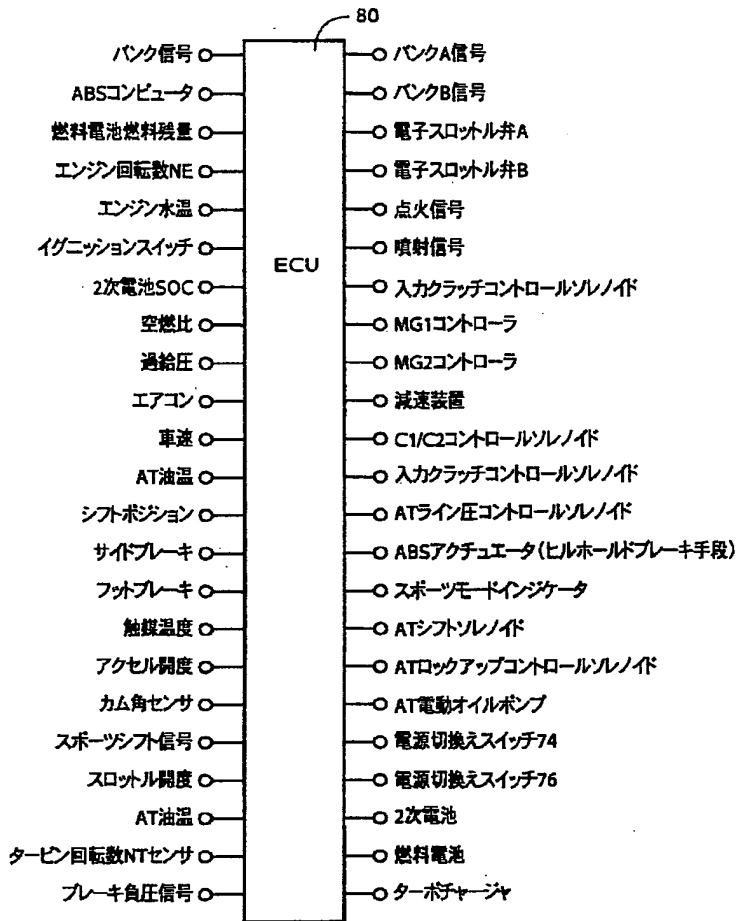 80
バンク信号
ABSコンピュータ
燃料電池燃料残量
エンジン回転数NE
エンジン水温
イグニッションスイッチ
2次電池SOC
空燃比
過給圧
エアコン
車速
AT油温
シフトポジション
サイドブレーキ
フットブレーキ
触媒温度
アクセル開度
カム角センサ
スポーツシフト信号
スロットル開度
AT油温
タービン回転数NTセンサ
ブレーキ負圧信号
ECU
バンクA信号
バンクB信号
電子スロットル弁A
電子スロットル弁B
点火信号
噴射信号
入力クラッチコントロールソレノイド
MG1コントローラ
MG2コントローラ
減速装置
C1/C2コントロールソレノイド
入力クラッチコントロールソレノイド
ATライン圧コントロールソレノイド
ABSアクチュエータ(ヒルホールドブレーキ手段)
スポーツモードインジケータ
ATシフトソレノイド
ATロックアップコントロールソレノイド
AT電動オイルポンプ
電源切換えスイッチ74
電源切換えスイッチ76
2次電池
燃料電池
ターボチャージャ